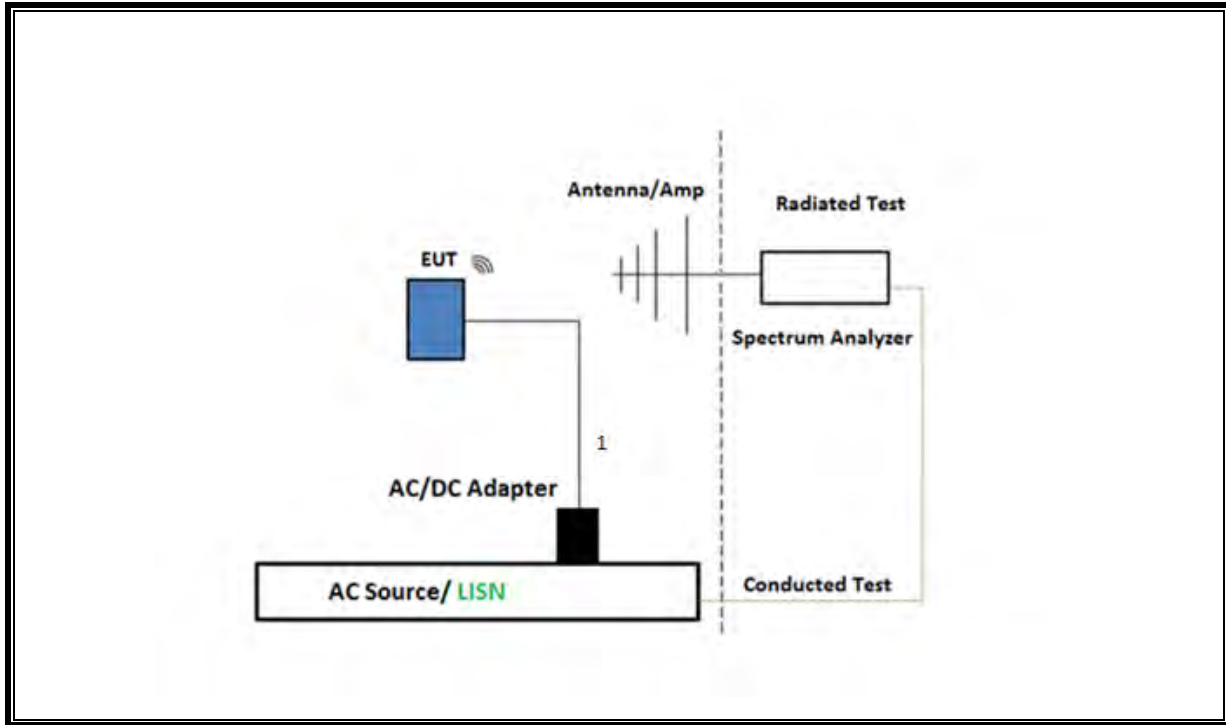 Antenna/Amp
Radiated Test
EUT
Spectrum Analyzer
1
AC/DC Adapter
AC Source/ LISN
Conducted Test